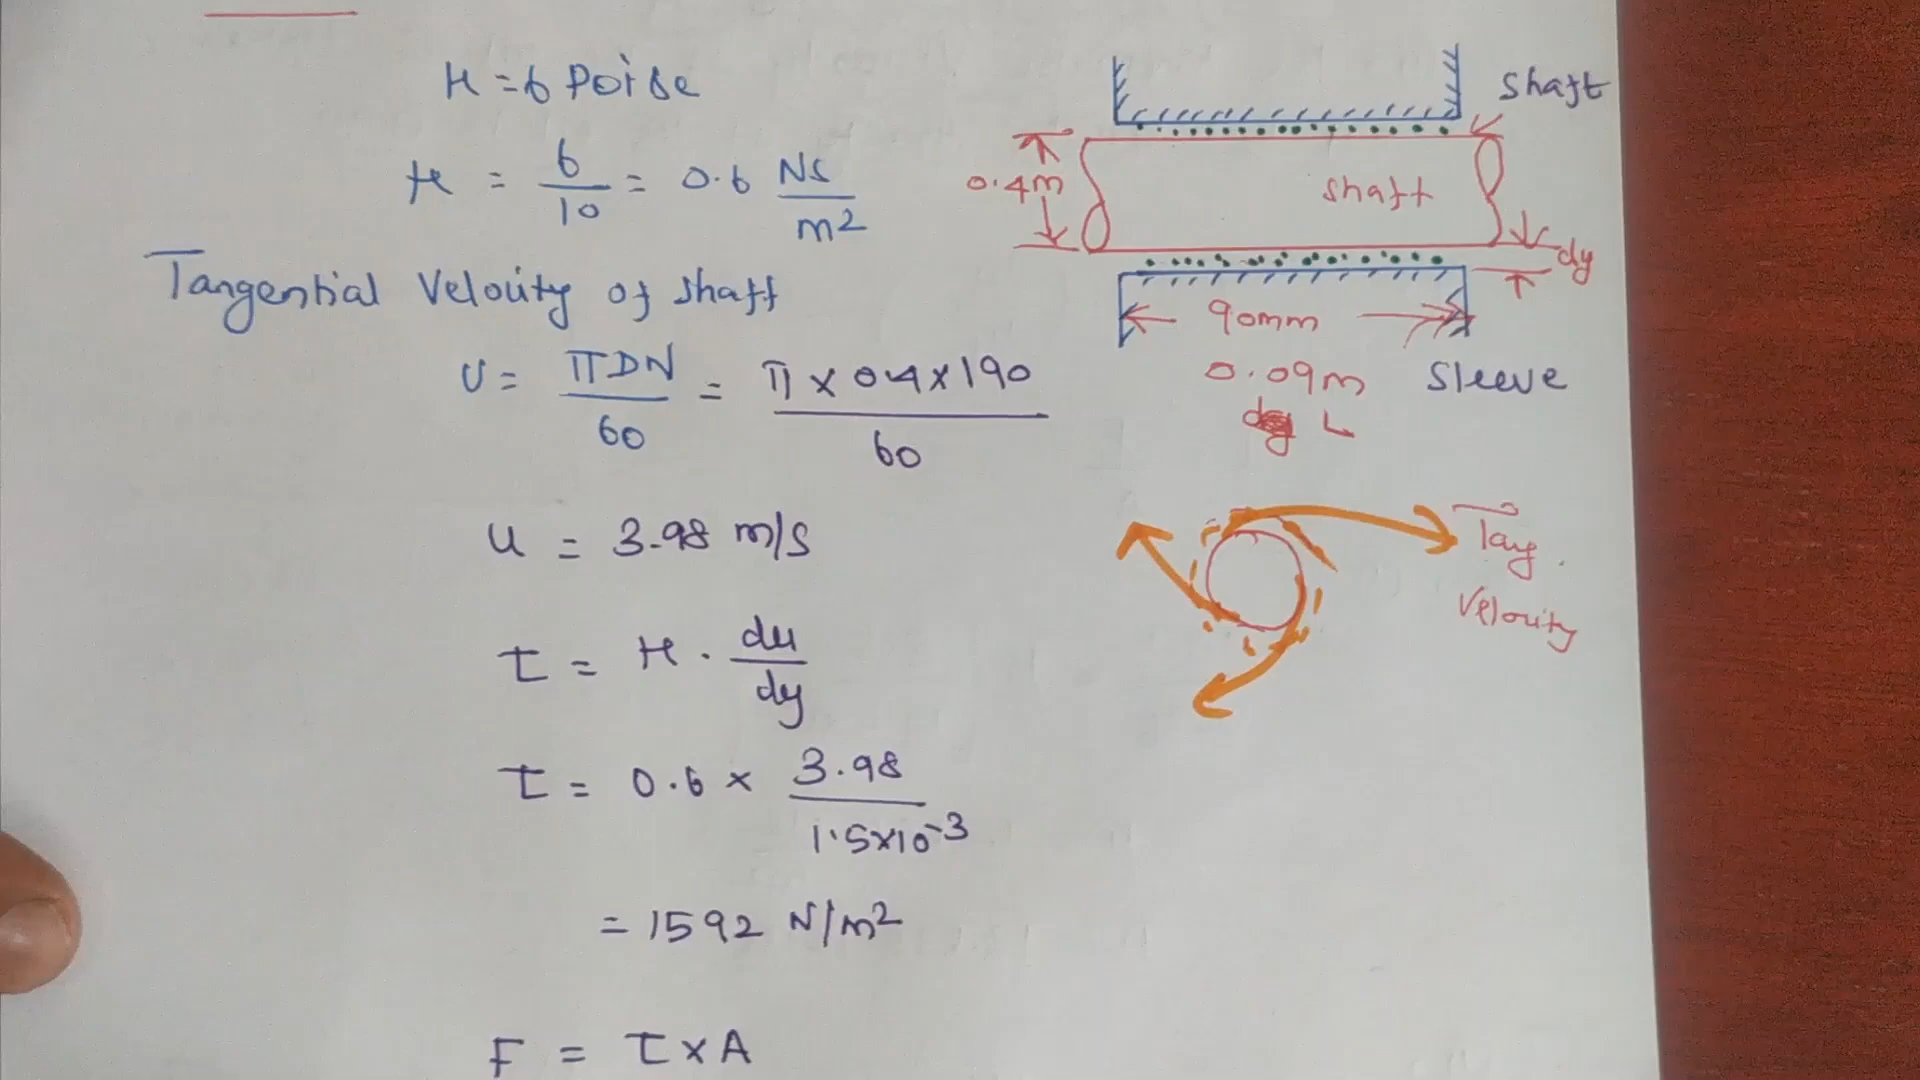 μ = 6 Poise
μ = 6/10 = 0.6 NS/m²
Tangential Velocity of shaft
U = πDN/60 = π × 0.4 × 190/60
u = 3.98 m/s
τ = μ . du/dy
τ = 0.6 × 3.98/1.5×10⁻³
= 1592 N/m²
F = τ × A
shaft
0.4m
shaft
dy
90mm
0.09m
Sleeve
L
Tang.
Velocity